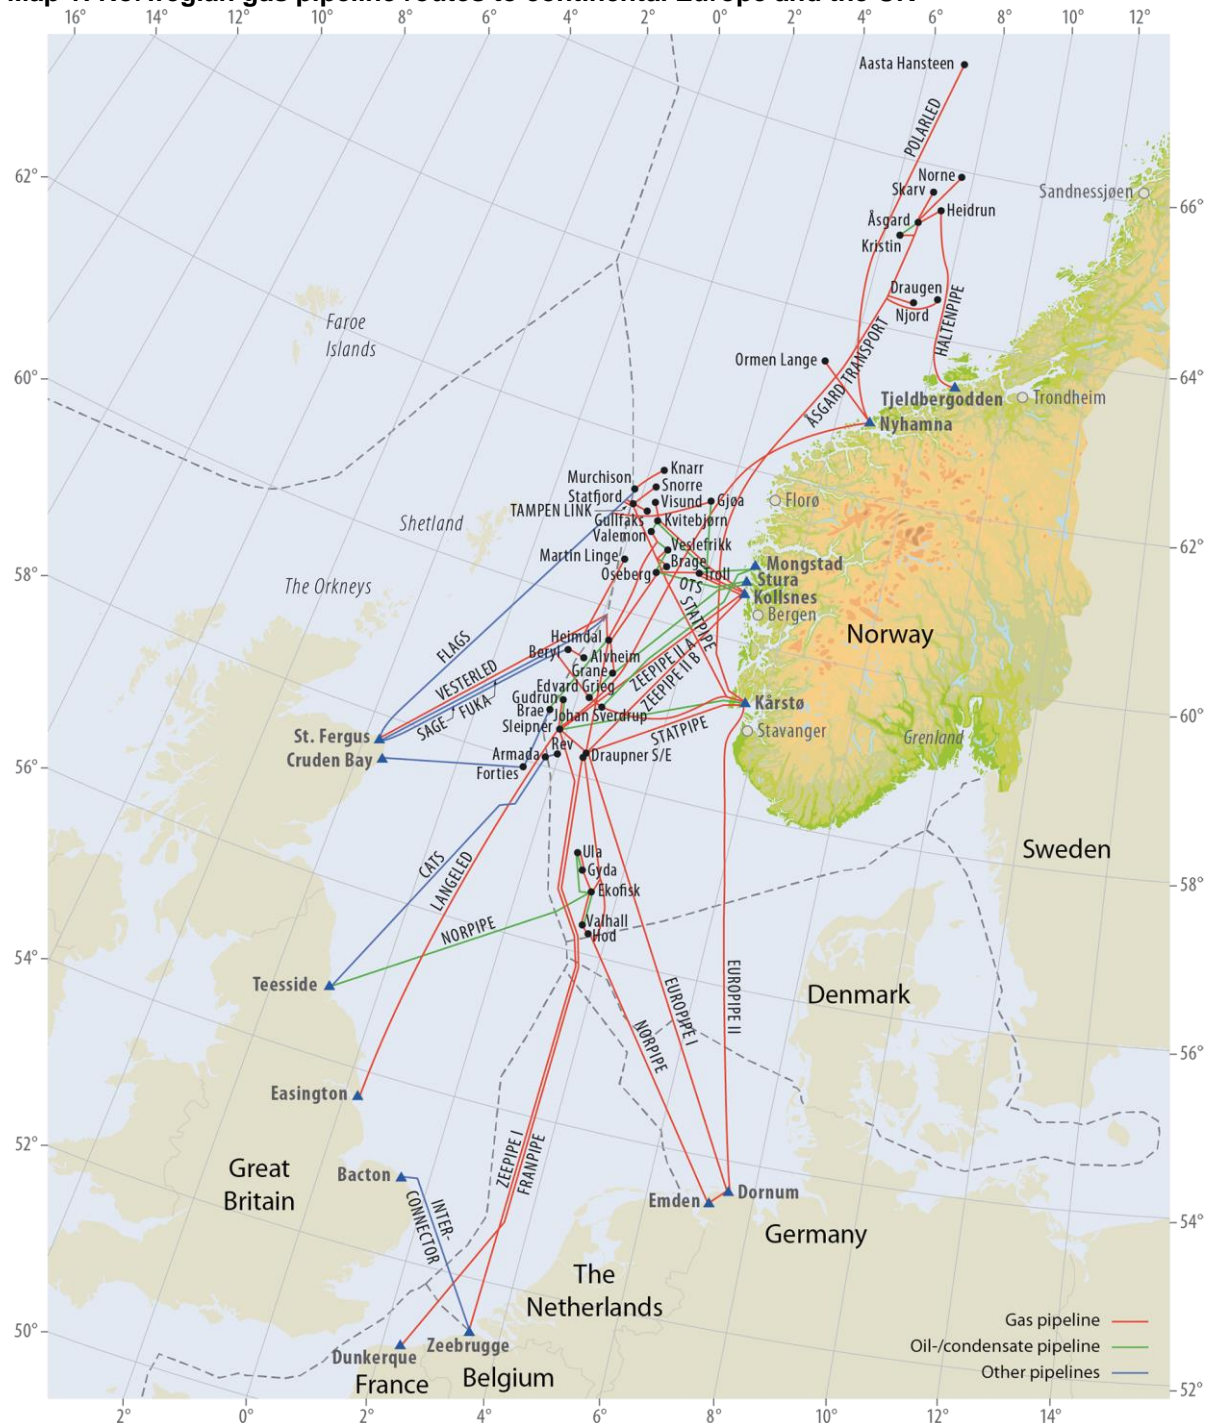 Map 1: Norwegian gas pipeline routes to continental Europe and the UK
16° 14° 12° 10° 8° 6° 4° 2° 0° 2° 4° 6° 8° 10° 12°
Aasta Hansteen
POLARLED
62°
Norne
Skarv
Sandnessjøen
66°
Åsgard
Heidrun
Kristin
Draugen
Njord
HALTENPIPE
Faroe
Islands
ÅSGARD TRANSPORT
Ormen Lange
60°
64°
Tjeldbergodden
Trondheim
Nyhamna
Knarr
Murchison
Snorre
Statfjord
Visund
Gjøa
Florø
TAMPEN LINK
Gullfaks
Kvitebjørn
Shetland
Valemon
Veslefrikk
62°
Martin Linge
Brage
Mongstad
Oseberg
Troll
Stura
58°
OTS
Kollsnes
The Orkneys
STATPIPE
Bergen
Norway
FLAGS
Heimdal
Beryl
Alvheim
VESTERLED
Grane
ZEEPIPE II A
ZEEPIPE II B
Edvard Grieg
Gudrun
SAGE
FUKA
Brae
Johan Sverdrup
Kårstø
60°
Sleipner
STATPIPE
Stavanger
Grenland
St. Fergus
Rev
Cruden Bay
Armada
Draupner S/E
56°
Forties
CATS
LANGELED
Ula
Gyda
Sweden
Ekofisk
58°
NORPIPE
Valhall
Hod
54°
Teesside
EUROPIPE II
EUROPIPE I
NORPIPE
Denmark
56°
Easington
52°
Great
Britain
Bacton
INTER-
CONNECTOR
ZEEPIPE I
FRANPIPE
Emden
Dornum
54°
Germany
The
Netherlands
50°
Gas pipeline
Oil-/condensate pipeline
Other pipelines
Zeebrugge
Dunkerque
France
Belgium
52°
2° 0° 2° 4° 6° 8° 10° 12° 14°